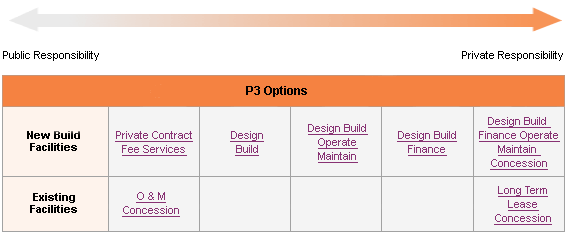 Public Responsibility
Private Responsibility
P3 Options
New Build
Facilities
Private Contract
Fee Services
Design
Build
Design Build
Operate
Maintain
Design Build
Finance
Design Build
Finance Operate
Maintain
Concession
Existing
Facilities
O & M
Concession
Long Term
Lease
Concession